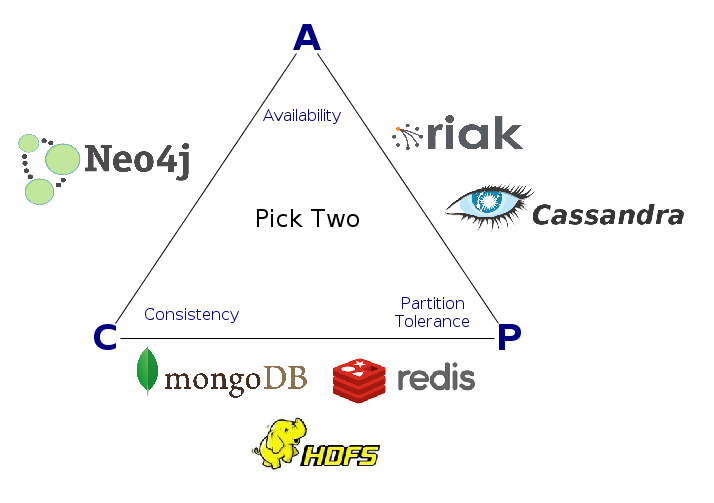 A
Availability
riak
Neo4j
Cassandra
Pick Two
Consistency
Partition
Tolerance
C
P
mongoDB
redis
HDFS